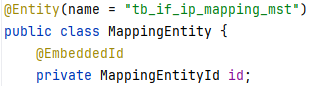 @Entity(name = "tb_if_ip_mapping_mst")
public class MappingEntity {
@EmbeddedId
private MappingEntityId id;